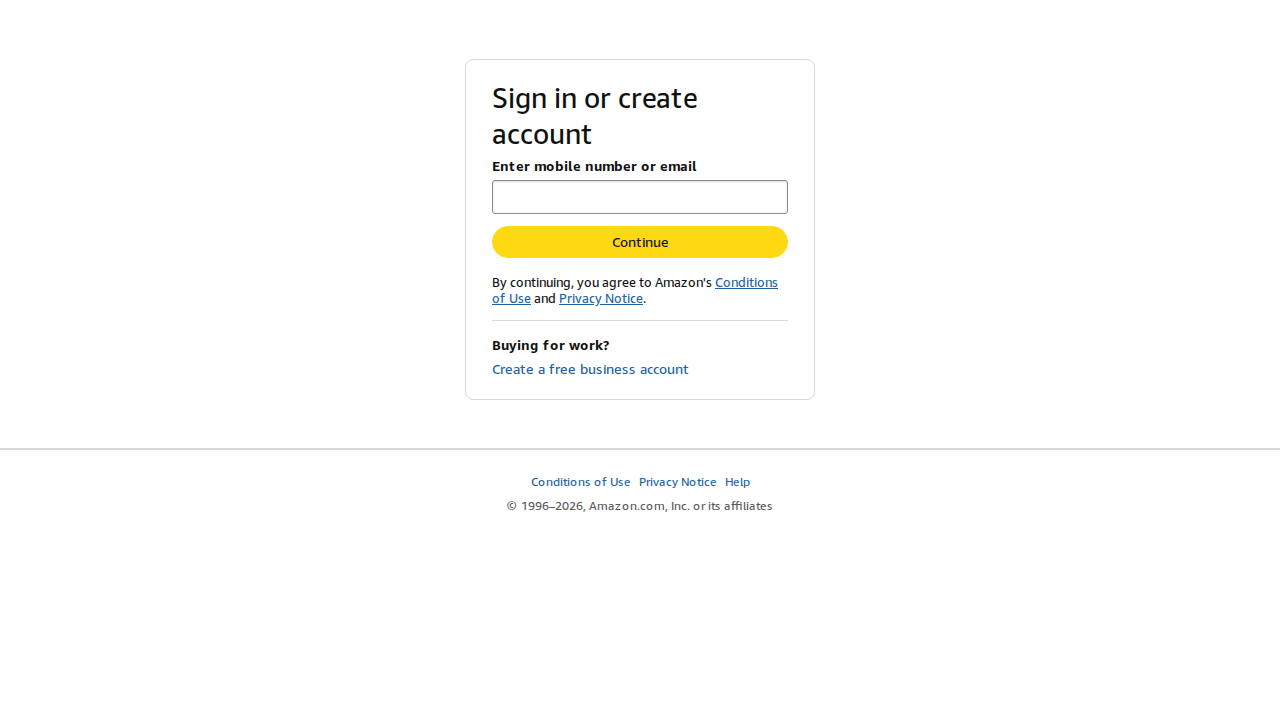 Sign in or create
account
Enter mobile number or email
Continue
By continuing, you agree to Amazon's Conditions
of Use and Privacy Notice.
Buying for work?
Create a free business account
Conditions of Use Privacy Notice Help
© 1996–2026, Amazon.com, Inc. or its affiliates